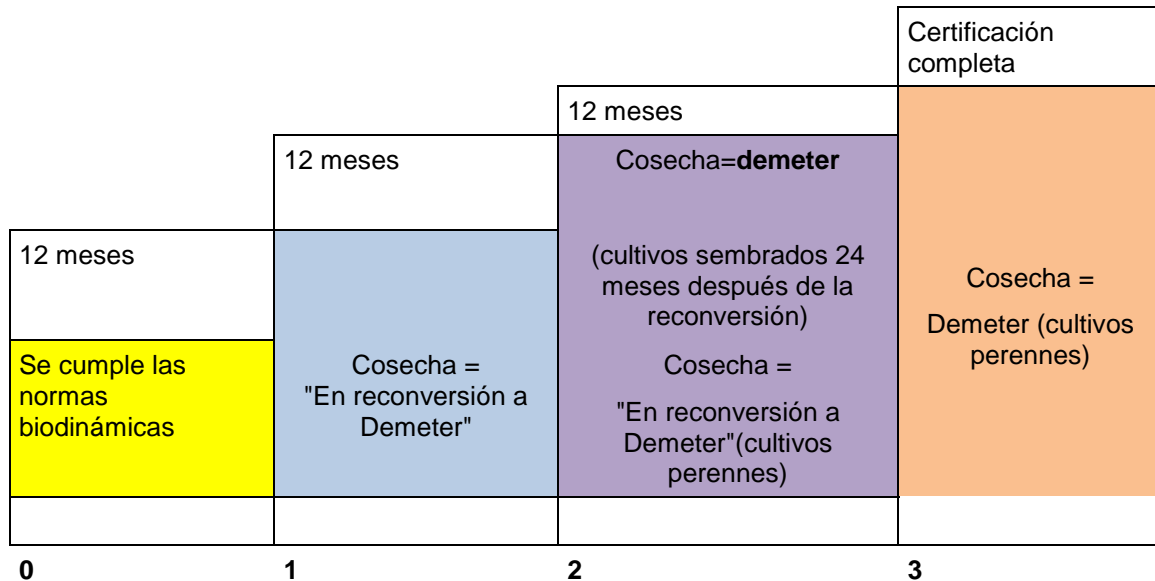 12 meses
Se cumple las
normas
biodinámicas
12 meses
Cosecha =
"En reconversión a
Demeter"
12 meses
Cosecha=demeter
(cultivos sembrados 24
meses después de la
reconversión)
Cosecha =
"En reconversión a
Demeter"(cultivos
perennes)
Certificación
completa
Cosecha =
Demeter (cultivos
perennes)
0
1
2
3